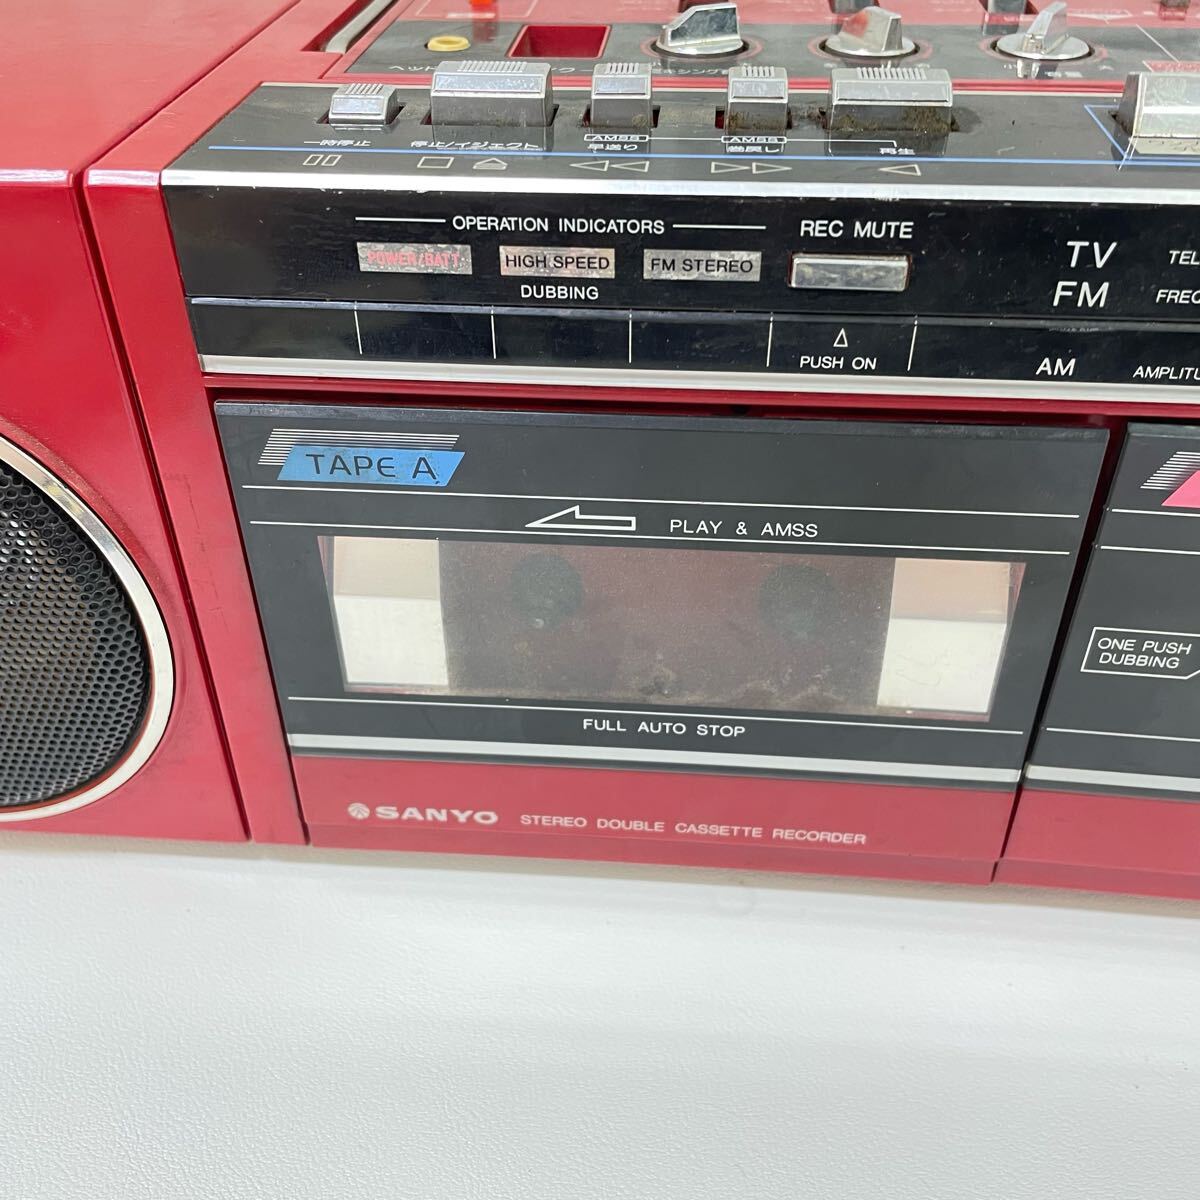 一時停止
停止/イジェクト
AMSS
早送り
AMSS
巻戻し
再生
OPERATION INDICATORS
POWER/BATT
HIGH SPEED
FM STEREO
DUBBING
REC MUTE
TV
FM
PUSH ON
AM
TAPE A
PLAY & AMSS
ONE PUSH
DUBBING
FULL AUTO STOP
SANYO STEREO DOUBLE CASSETTE RECORDER